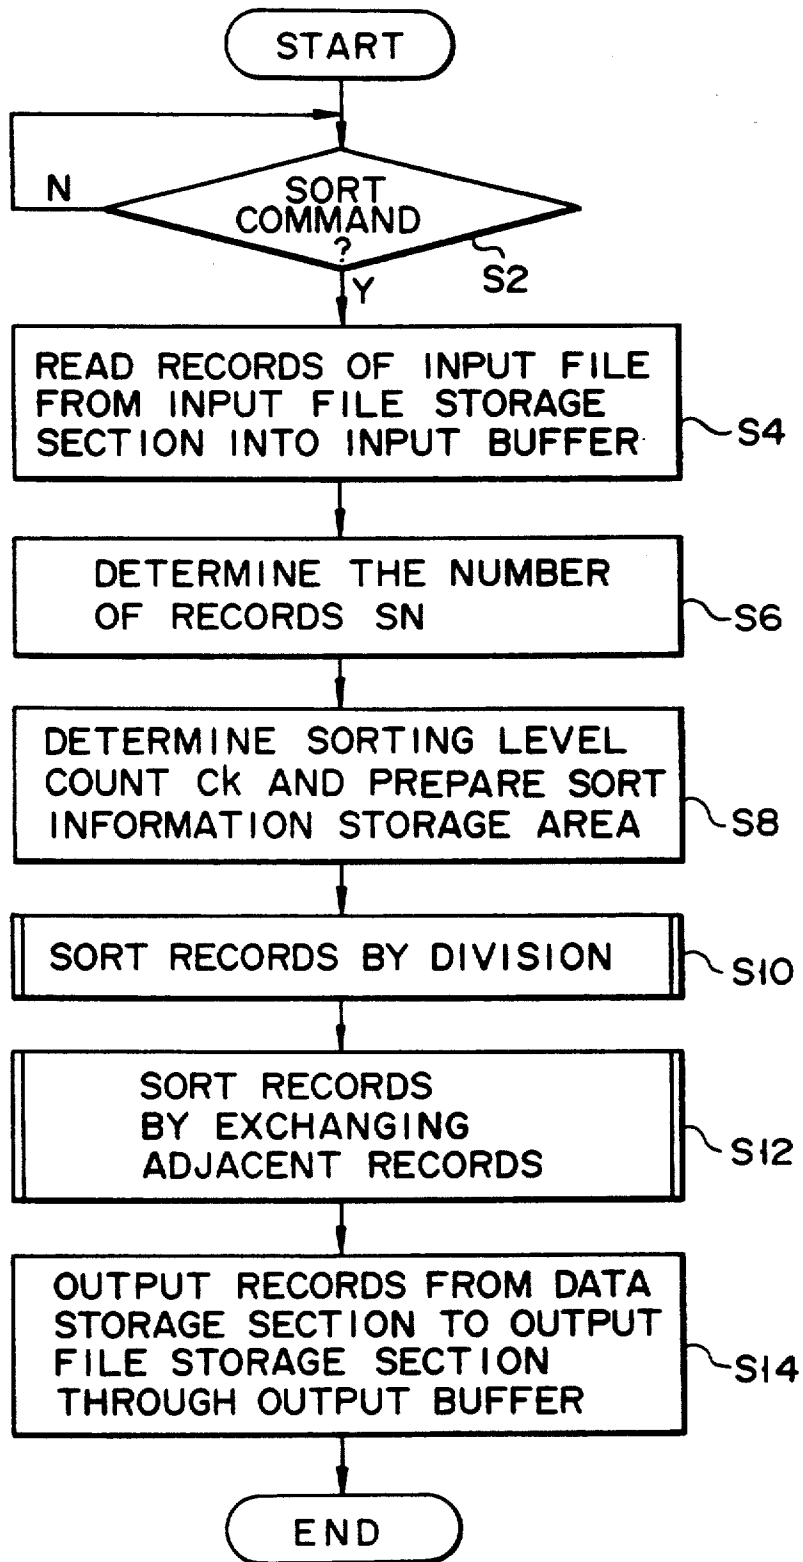 START
N
SORT
COMMAND
?
S2
Y
READ RECORDS OF INPUT FILE
FROM INPUT FILE STORAGE
SECTION INTO INPUT BUFFER
S4
DETERMINE THE NUMBER
OF RECORDS SN
S6
DETERMINE SORTING LEVEL
COUNT Ck AND PREPARE SORT
INFORMATION STORAGE AREA
S8
SORT RECORDS BY DIVISION
S10
SORT RECORDS
BY EXCHANGING
ADJACENT RECORDS
S12
OUTPUT RECORDS FROM DATA
STORAGE SECTION TO OUTPUT
FILE STORAGE SECTION
THROUGH OUTPUT BUFFER
S14
END